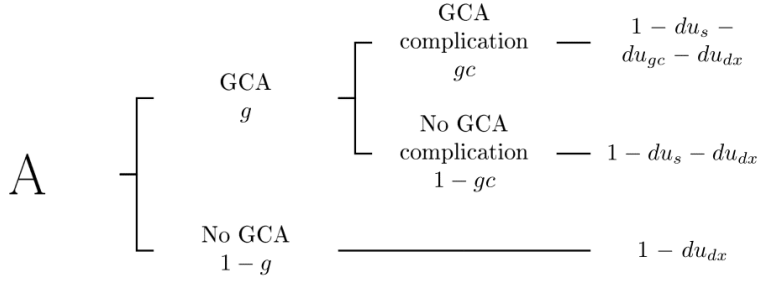 GCA
complication
gc
1 − du_s −
du_gc − du_dx
GCA
g
No GCA
complication
1 − gc
1 − du_s − du_dx
A
No GCA
1 − g
1 − du_dx